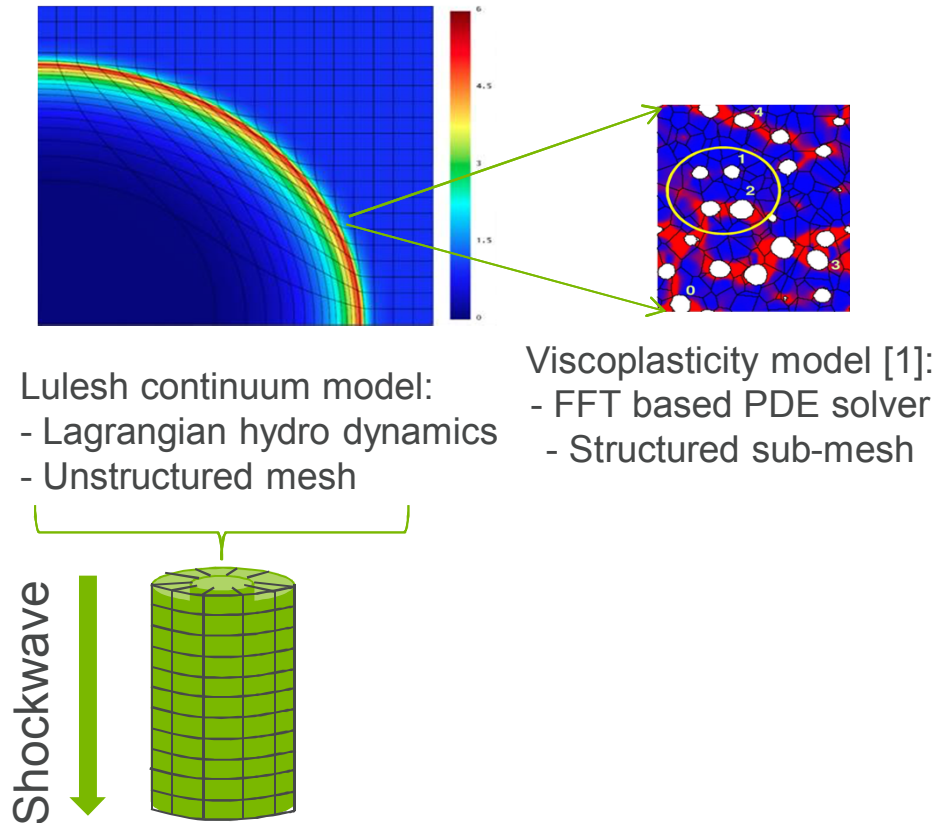 6
4.5
3
1.5
0
4
1
2
3
0
Lulesh continuum model:
- Lagrangian hydro dynamics
- Unstructured mesh
Viscoplasticity model [1]:
- FFT based PDE solver
- Structured sub-mesh
Shockwave